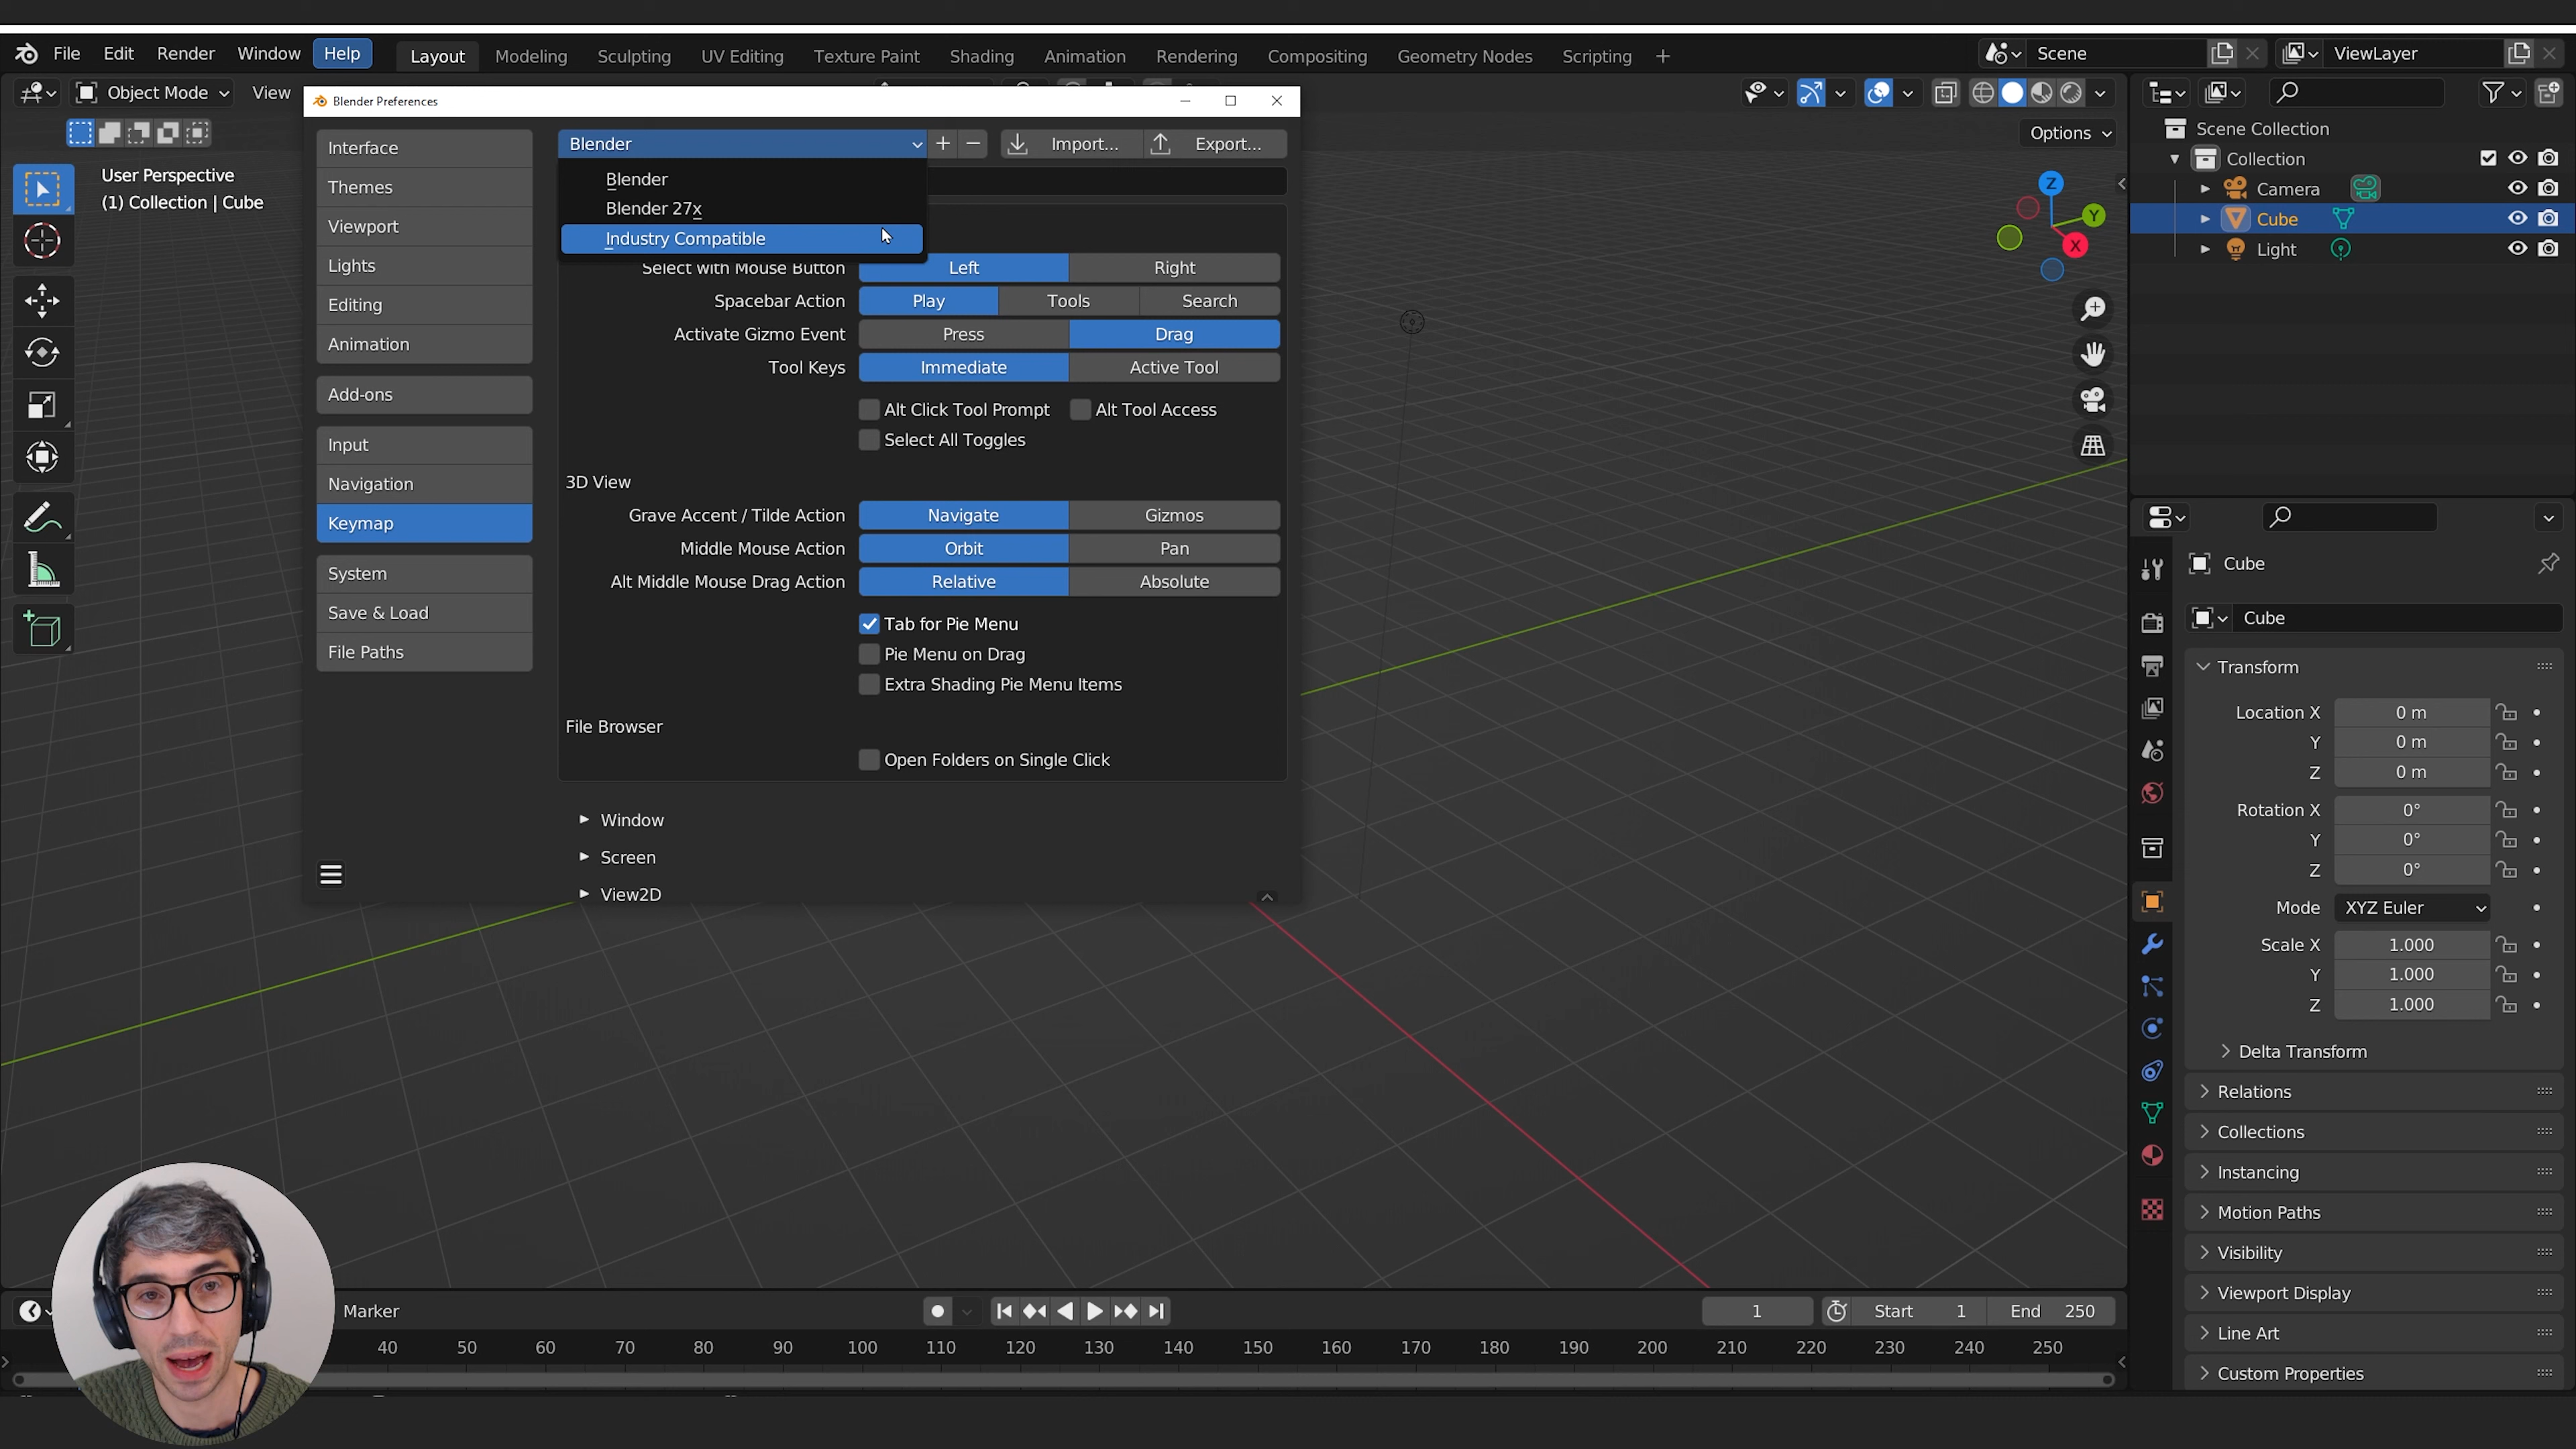 File Edit Render Window Help Layout Modeling Sculpting UV Editing Texture Paint Shading Animation Rendering Compositing Geometry Nodes Scripting + Scene ViewLayer
Object Mode View
Options
User Perspective
(1) Collection | Cube
Blender Preferences
Interface
Themes
Viewport
Lights
Editing
Animation
Add-ons
Input
Navigation
Keymap
System
Save & Load
File Paths
Blender + − Import... Export...
Blender
Blender 27x
Industry Compatible
Select with Mouse Button Left Right
Spacebar Action Play Tools Search
Activate Gizmo Event Press Drag
Tool Keys Immediate Active Tool
Alt Click Tool Prompt Alt Tool Access
Select All Toggles
3D View
Grave Accent / Tilde Action Navigate Gizmos
Middle Mouse Action Orbit Pan
Alt Middle Mouse Drag Action Relative Absolute
Tab for Pie Menu
Pie Menu on Drag
Extra Shading Pie Menu Items
File Browser
Open Folders on Single Click
Window
Screen
View2D
Z
Y
X
Scene Collection
Collection
Camera
Cube
Light
Cube
Cube
Transform
Location X 0 m
Y 0 m
Z 0 m
Rotation X 0°
Y 0°
Z 0°
Mode XYZ Euler
Scale X 1.000
Y 1.000
Z 1.000
Delta Transform
Relations
Collections
Instancing
Motion Paths
Visibility
Viewport Display
Line Art
Custom Properties
Marker 1 Start 1 End 250
40 50 60 70 80 90 100 110 120 130 140 150 160 170 180 190 200 210 220 230 240 250